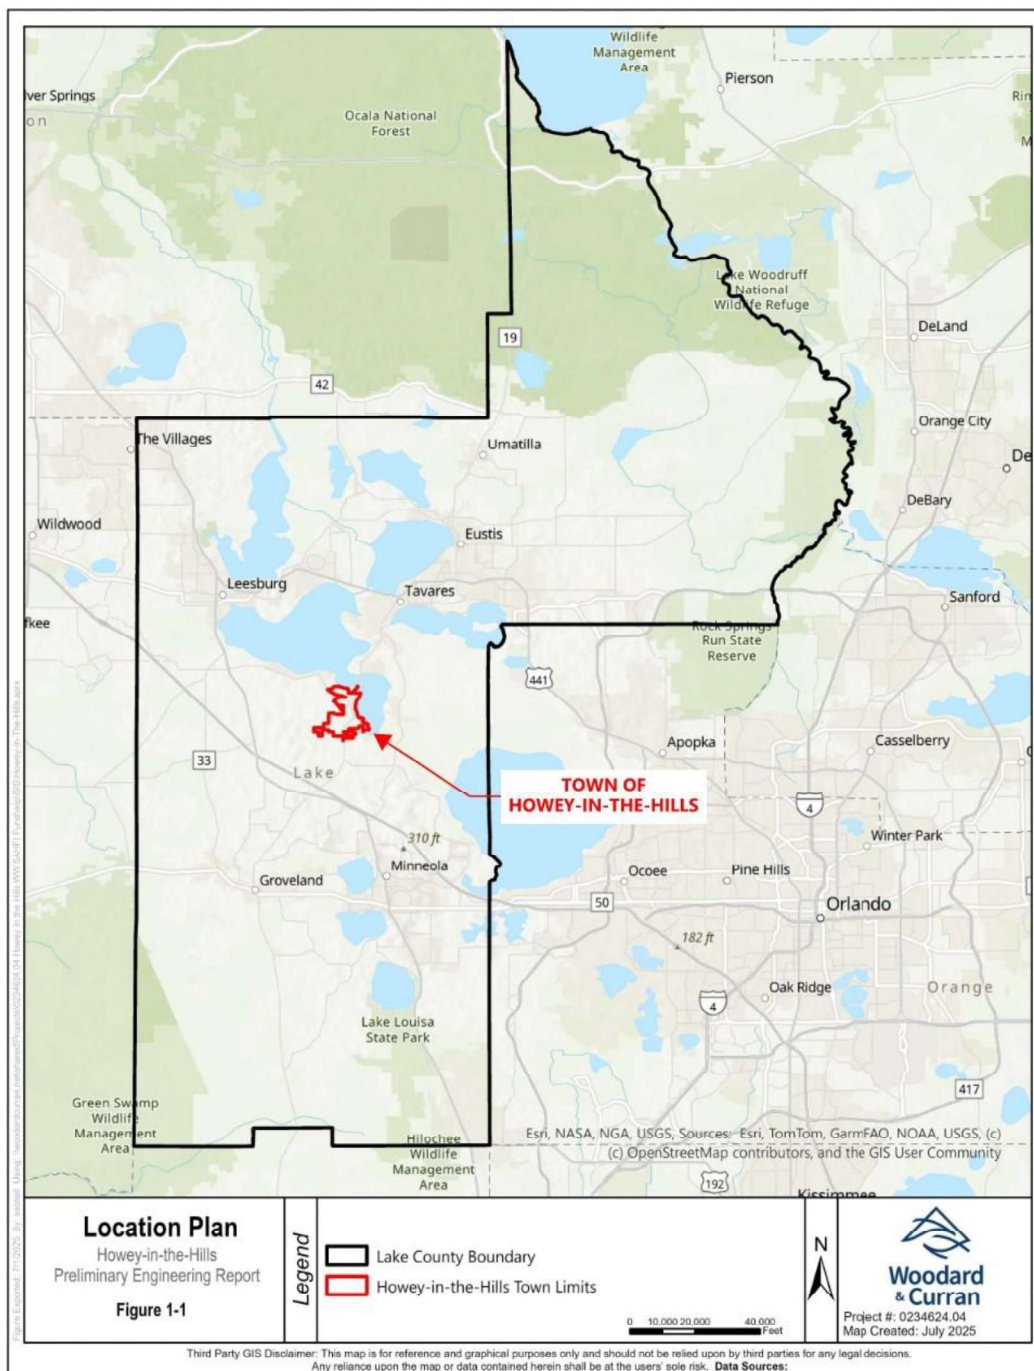 Wildlife
Management
Area
Pierson
lver Springs
Rin
on
M
Ocala National
Forest
Lake Woodruff
National
Wildlife Refuge
DeLand
19
42
Orange City
The Villages
Umatilla
De
DeBary
Wildwood
Eustis
Leesburg
Tavares
Sanford
fkee
Rock Springs
Run State
Reserve
441
Apopka
Casselberry
33
Lake
TOWN OF
HOWEY-IN-THE-HILLS
4
310 ft
Winter Park
Minneola
Ocoee
Pine Hills
Groveland
50
Orlando
182 ft
Oak Ridge
Orange
4
Lake Louisa
State Park
417
Green Swamp
Wildlife
Management
Area
Hilochee
Wildlife
Management
Area
Esri, NASA, NGA, USGS, Sources: Esri, TomTom, Garm FAO, NOAA, USGS, (c)
(c) OpenStreetMap contributors, and the GIS User Community
192
Kissimmee
Location Plan
Howey-in-the-Hills
Preliminary Engineering Report
Figure 1-1
Legend
Lake County Boundary
Howey-in-the-Hills Town Limits
0 10,000 20,000 40,000
Feet
N
Woodard
& Curran
Project #: 0234624.04
Map Created: July 2025
Third Party GIS Disclaimer: This map is for reference and graphical purposes only and should not be relied upon by third parties for any legal decisions.
Any reliance upon the map or data contained herein shall be at the users' sole risk. Data Sources: